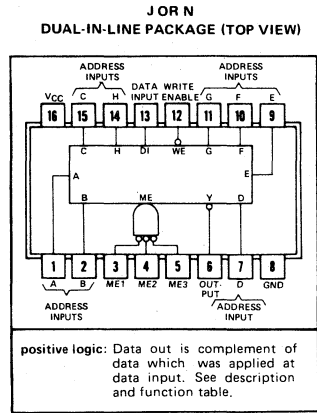 J OR N
DUAL-IN-LINE PACKAGE (TOP VIEW)
ADDRESS INPUTS
ADDRESS INPUTS
DATA INPUT
WRITE ENABLE
VCC C H G F E
16 15 14 13 12 11 10 9
C H DI WE G F
A E
B ME Y D
1 2 3 4 5 6 7 8
A B ME1 ME2 ME3 OUT-PUT D GND
ADDRESS INPUTS
ADDRESS INPUT
positive logic: Data out is complement of
data which was applied at
data input. See description
and function table.